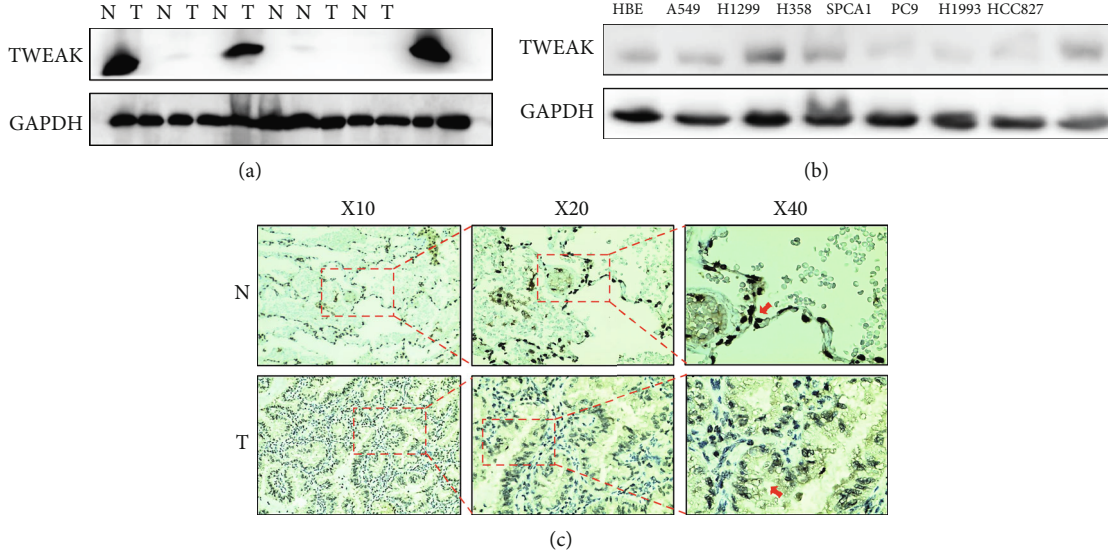 N T N T N T N N T N T
TWEAK
GAPDH
(a)
HBE A549 H1299 H358 SPCA1 PC9 H1993 HCC827
TWEAK
GAPDH
(b)
X10 X20 X40
N
T
(c)